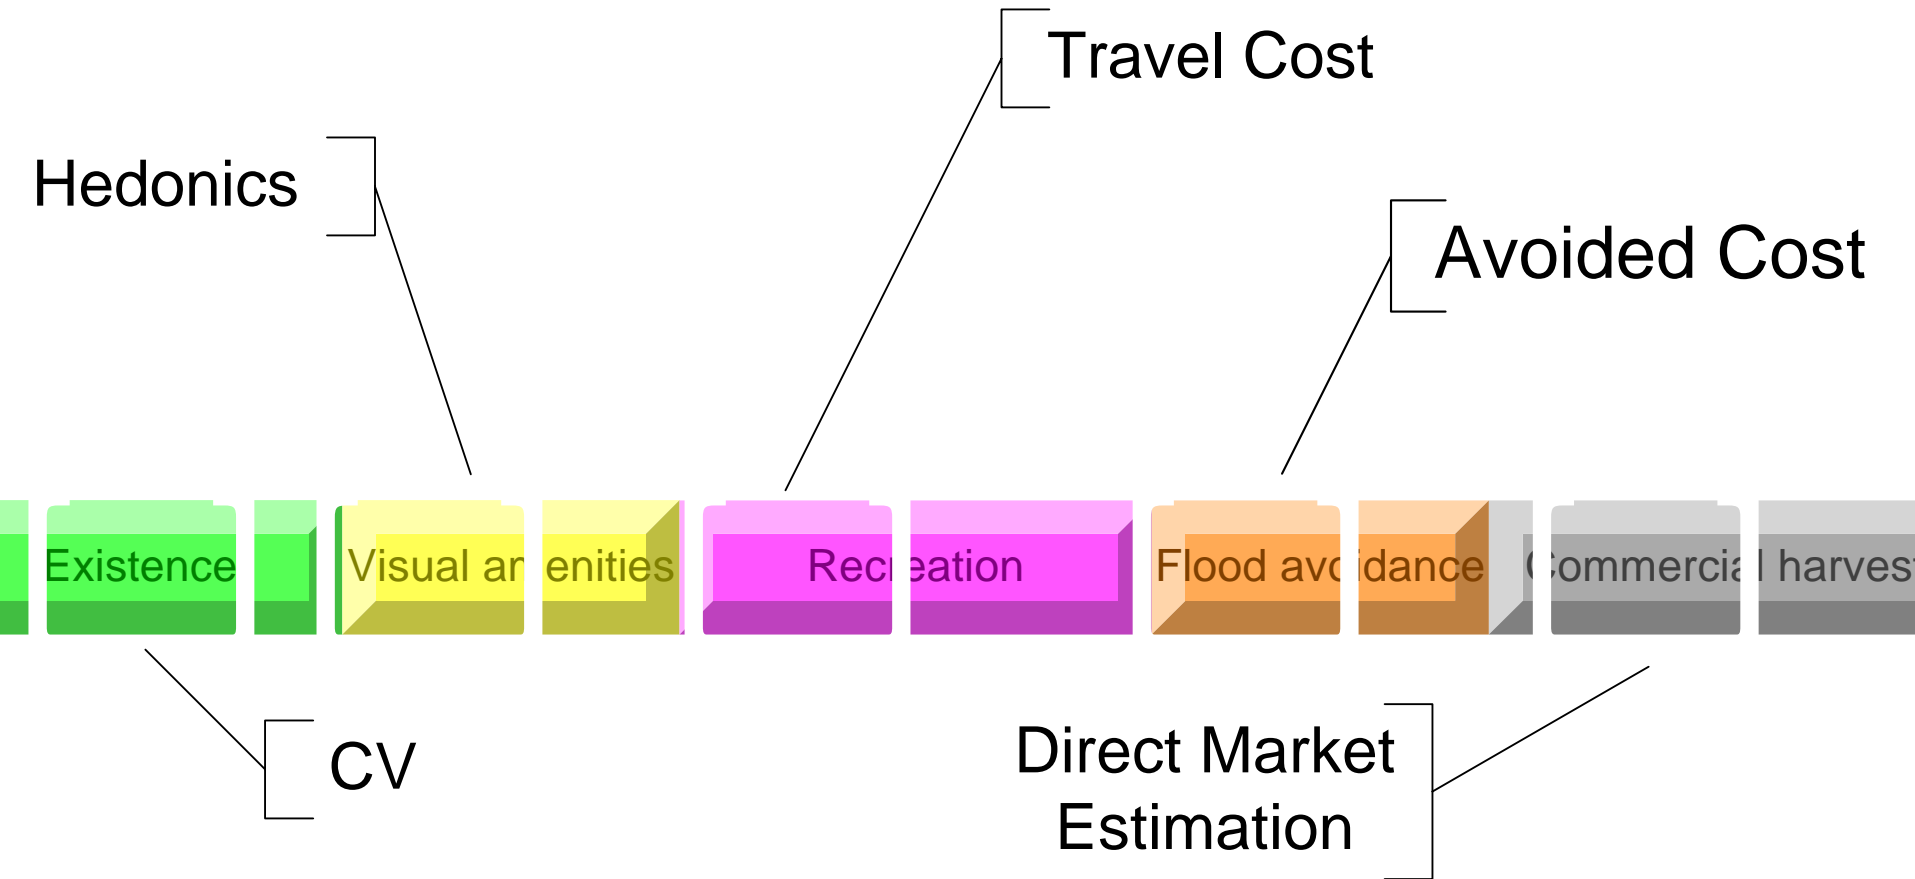 Travel Cost
Hedonics
Avoided Cost
Existence
Visual amenities
Recreation
Flood avoidance
Commercial harvest
CV
Direct Market
Estimation